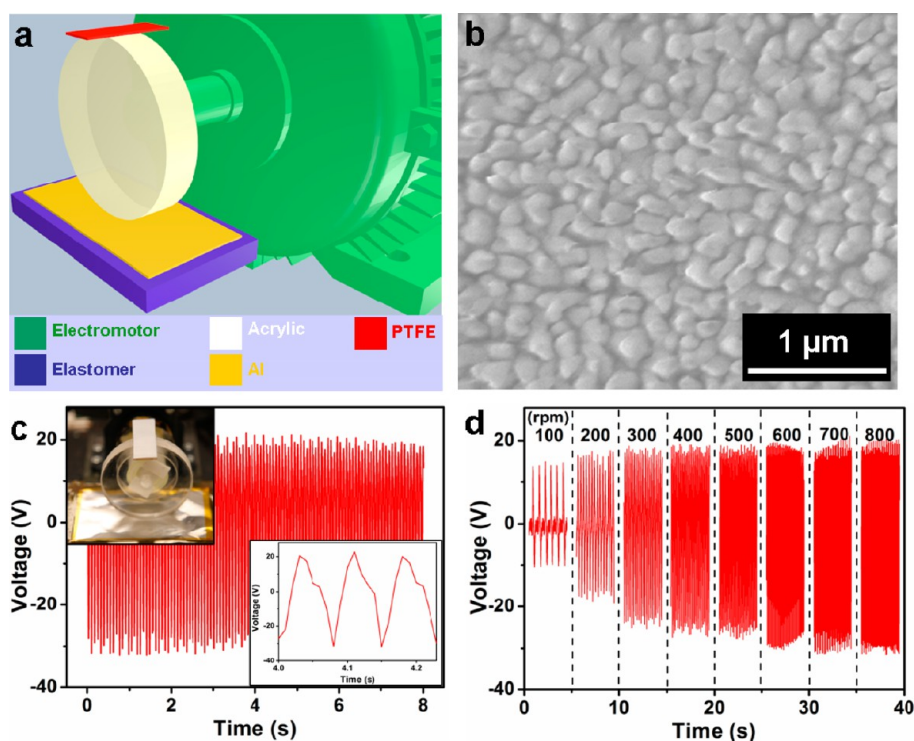 a
Electromotor
Acrylic
PTFE
Elastomer
Al
b
1 µm
c
20
0
-20
-40
Voltage (V)
0
2
4
6
8
Time (s)
20
0
-20
-40
Voltage (V)
4.0
4.1
4.2
Time (s)
d
(rpm)
100 200 300 400 500 600 700 800
20
0
-20
-40
Voltage (V)
0
10
20
30
40
Time (s)